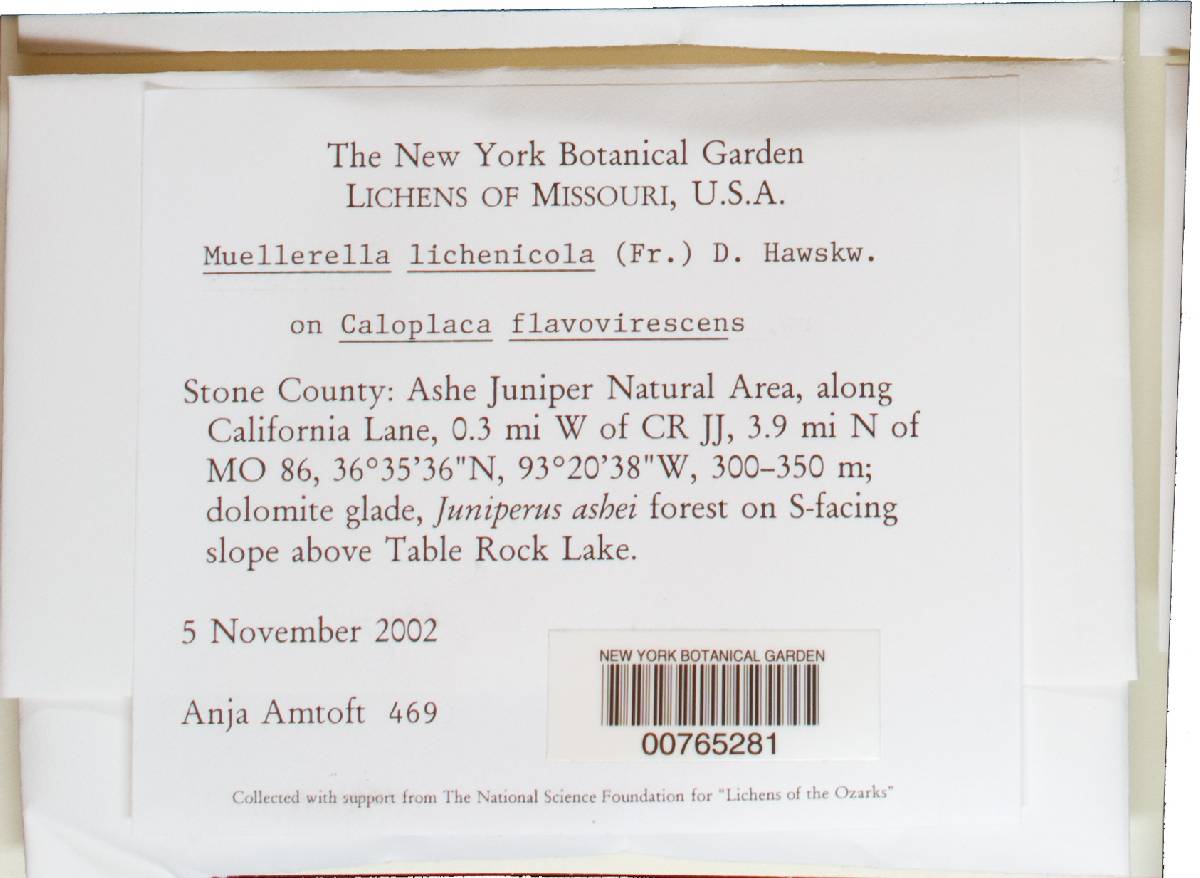 The New York Botanical Garden
LICHENS OF MISSOURI, U.S.A.
Muellerella lichenicola (Fr.) D. Hawskw.
on Caloplaca flavovirescens
Stone County: Ashe Juniper Natural Area, along
California Lane, 0.3 mi W of CR JJ, 3.9 mi N of
MO 86, 36°35'36"N, 93°20'38"W, 300–350 m;
dolomite glade, Juniperus ashei forest on S-facing
slope above Table Rock Lake.
5 November 2002
Anja Amtoft 469
NEW YORK BOTANICAL GARDEN
00765281
Collected with support from The National Science Foundation for "Lichens of the Ozarks"